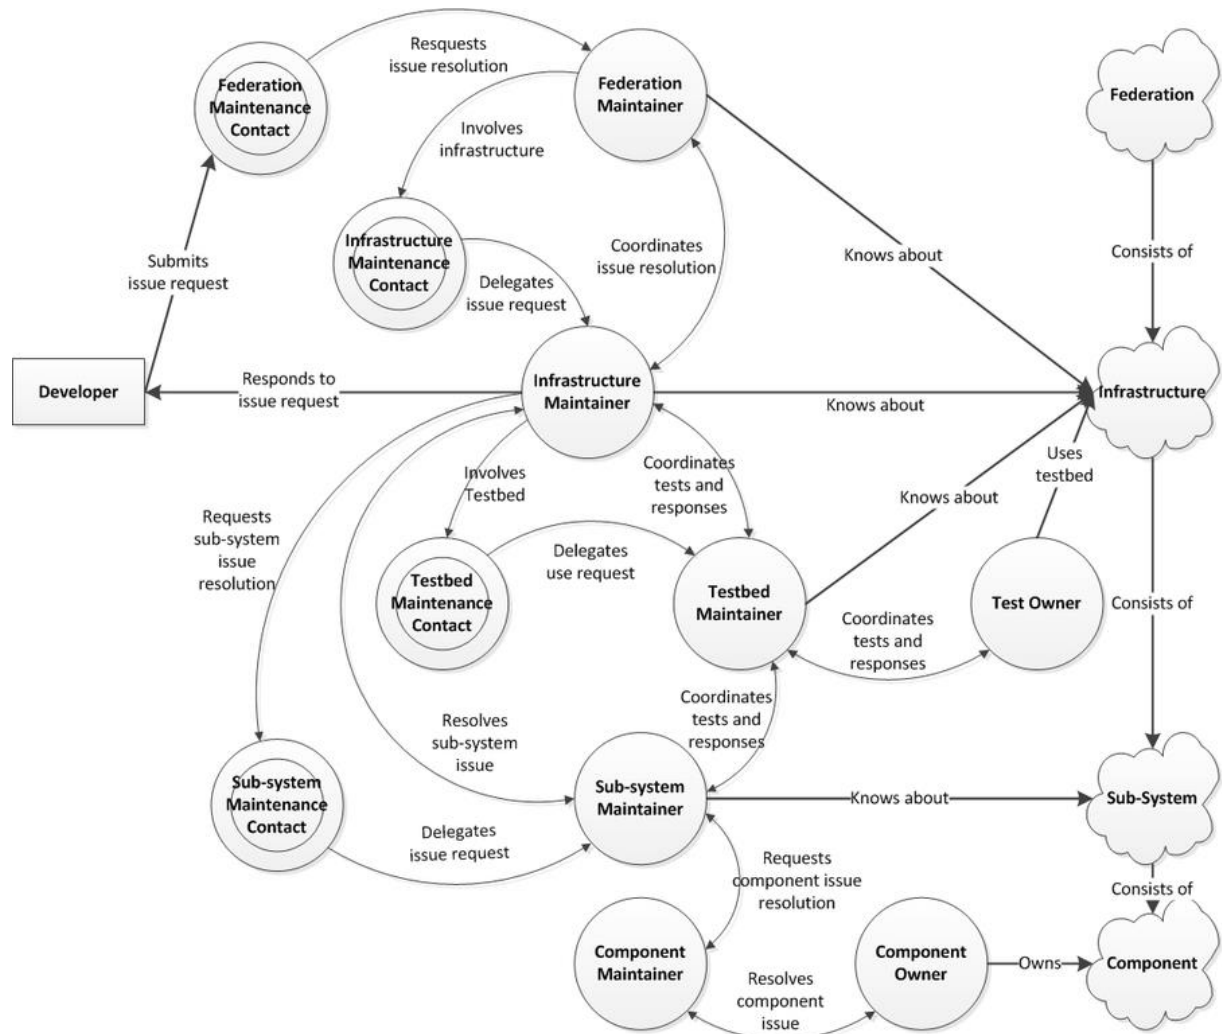 Resquests
issue resolution
Federation
Maintenance
Contact
Federation
Maintainer
Federation
Involves
infrastructure
Infrastructure
Maintenance
Contact
Submits
issue request
Delegates
issue request
Coordinates
issue resolution
Knows about
Consists of
Developer
Responds to
issue request
Infrastructure
Maintainer
Knows about
Infrastructure
Involves
Testbed
Coordinates
tests and
responses
Knows about
Uses
testbed
Requests
sub-system
issue
resolution
Testbed
Maintenance
Contact
Delegates
use request
Testbed
Maintainer
Coordinates
tests and
responses
Test Owner
Consists of
Resolves
sub-system
issue
Coordinates
tests and
responses
Sub-system
Maintenance
Contact
Delegates
issue request
Sub-system
Maintainer
Knows about
Sub-System
Requests
component issue
resolution
Consists of
Component
Maintainer
Resolves
component
issue
Component
Owner
Owns
Component